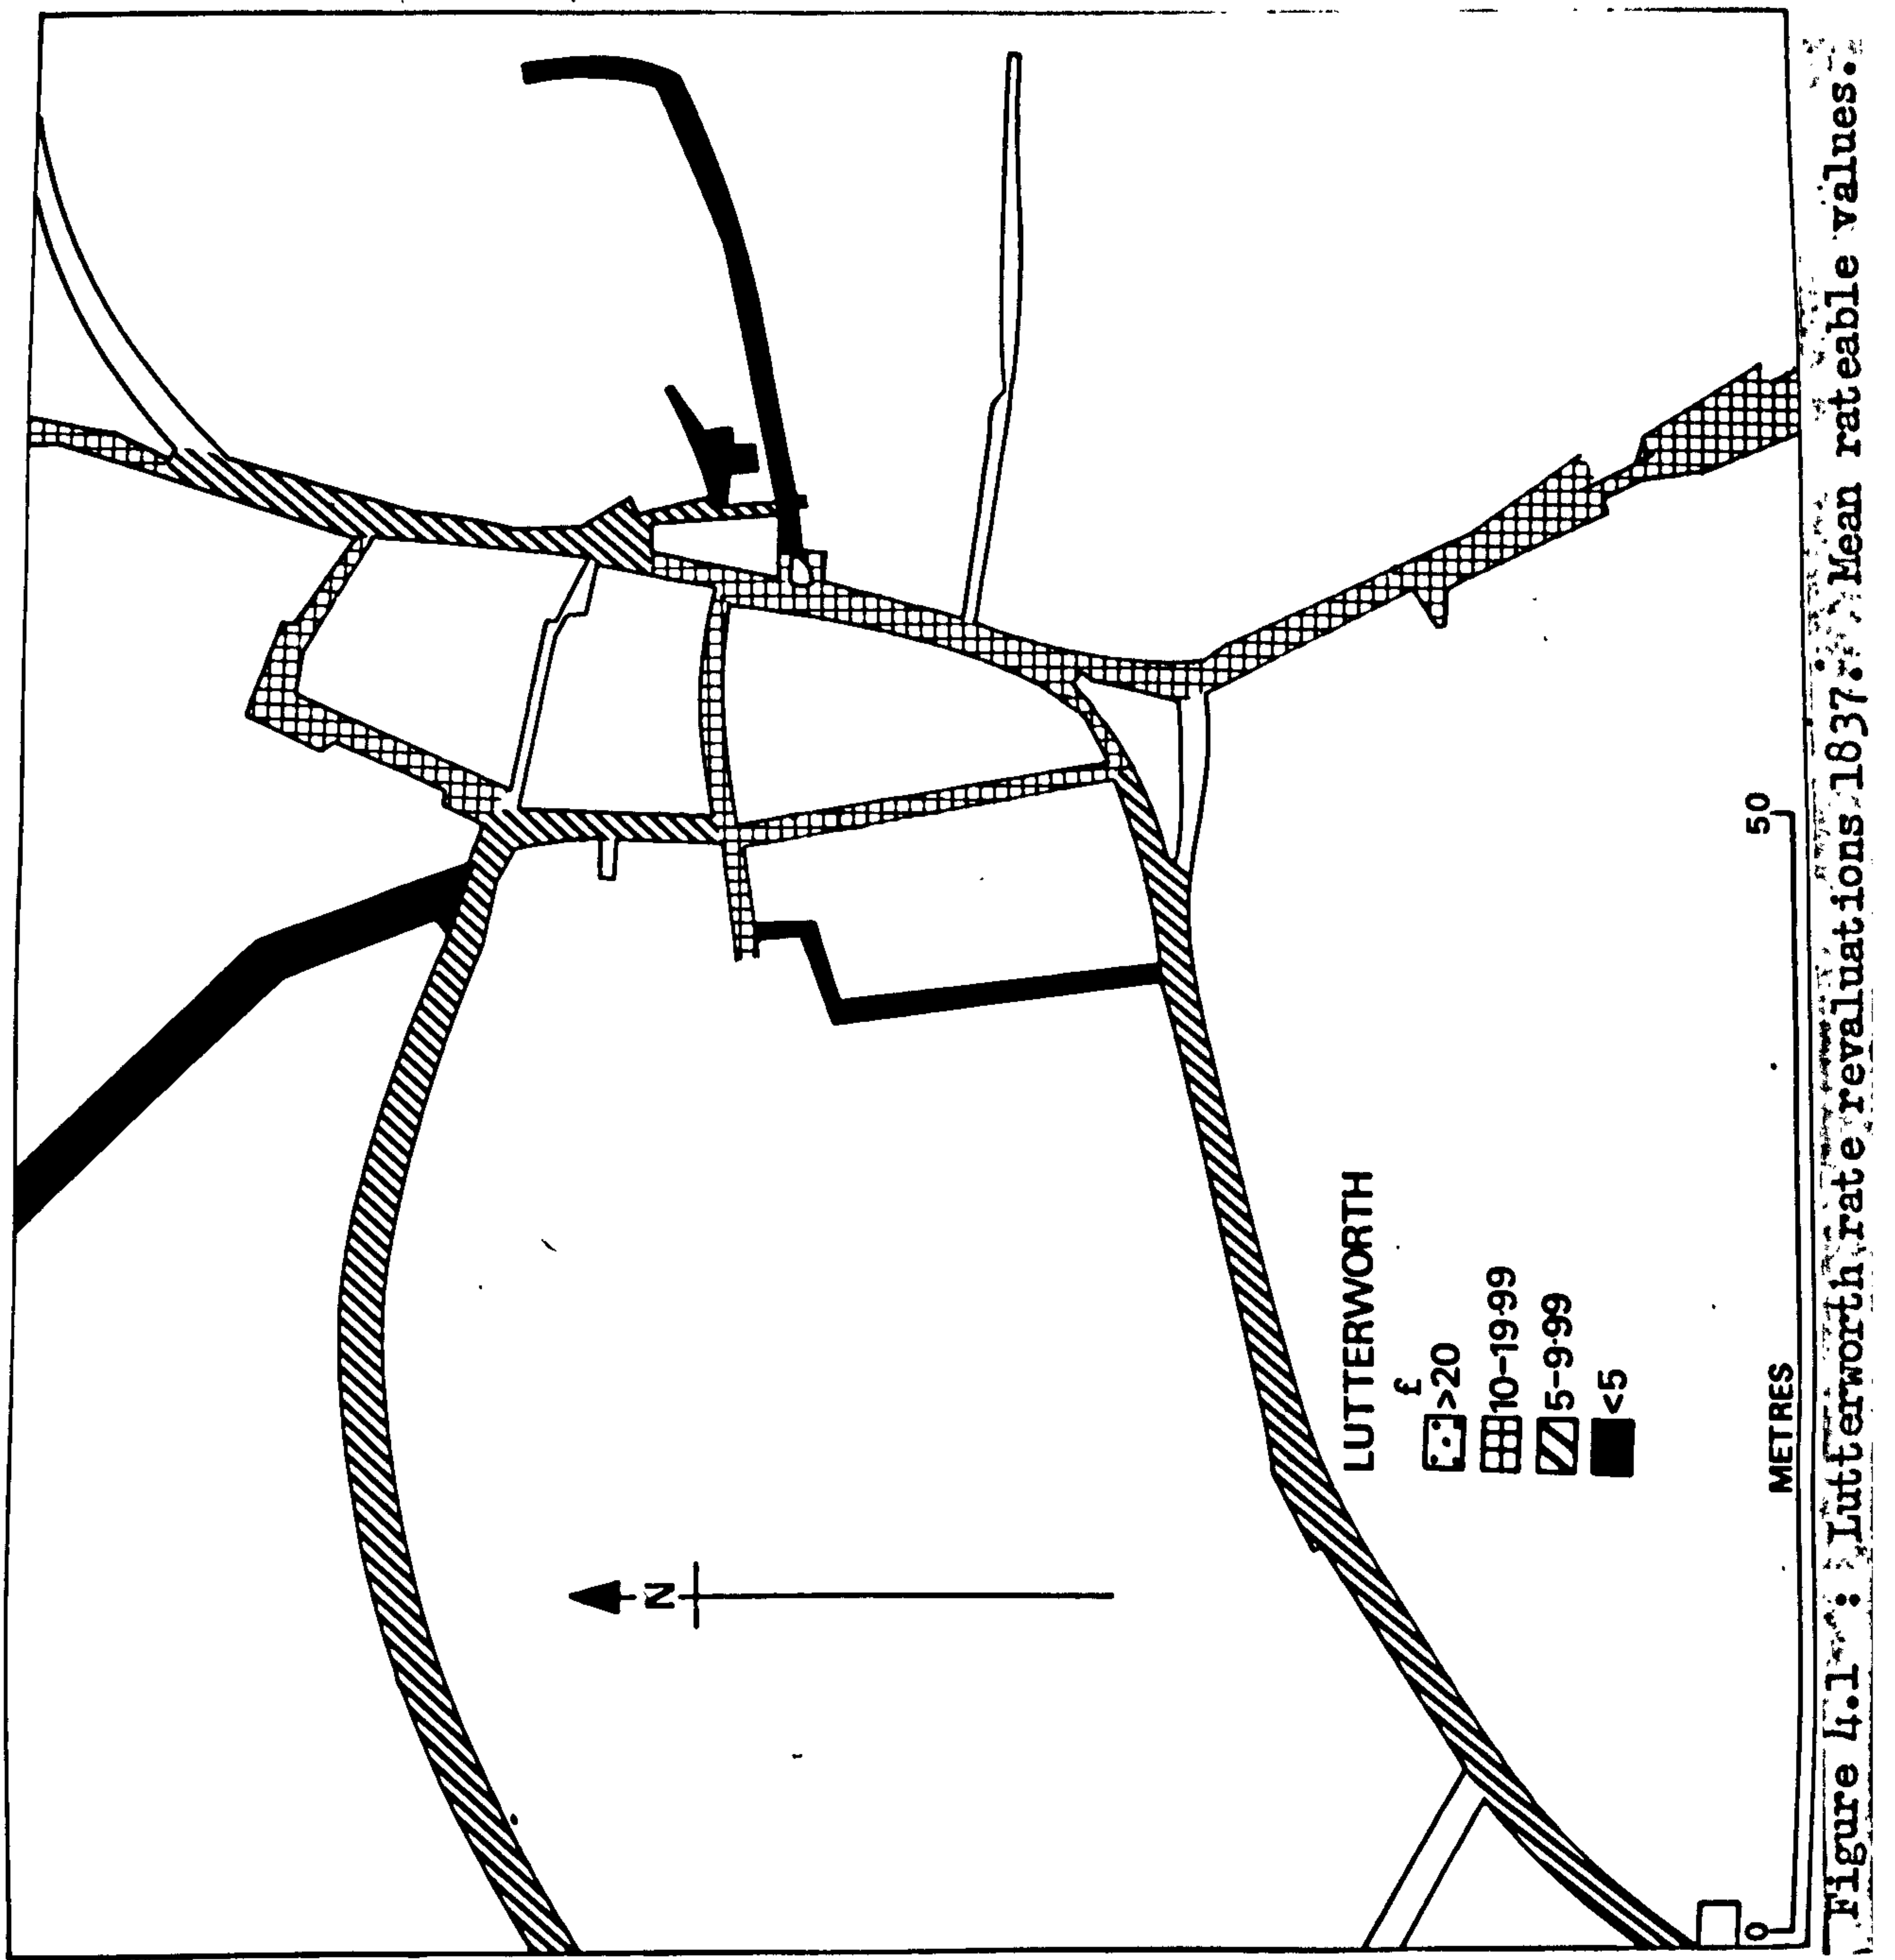 LUTTERWORTH
£
>20
10-19·99
5-9·99
<5
N
METRES
0 50
Figure 4.1 : Lutterworth rate revaluations 1837: Mean rateable values.